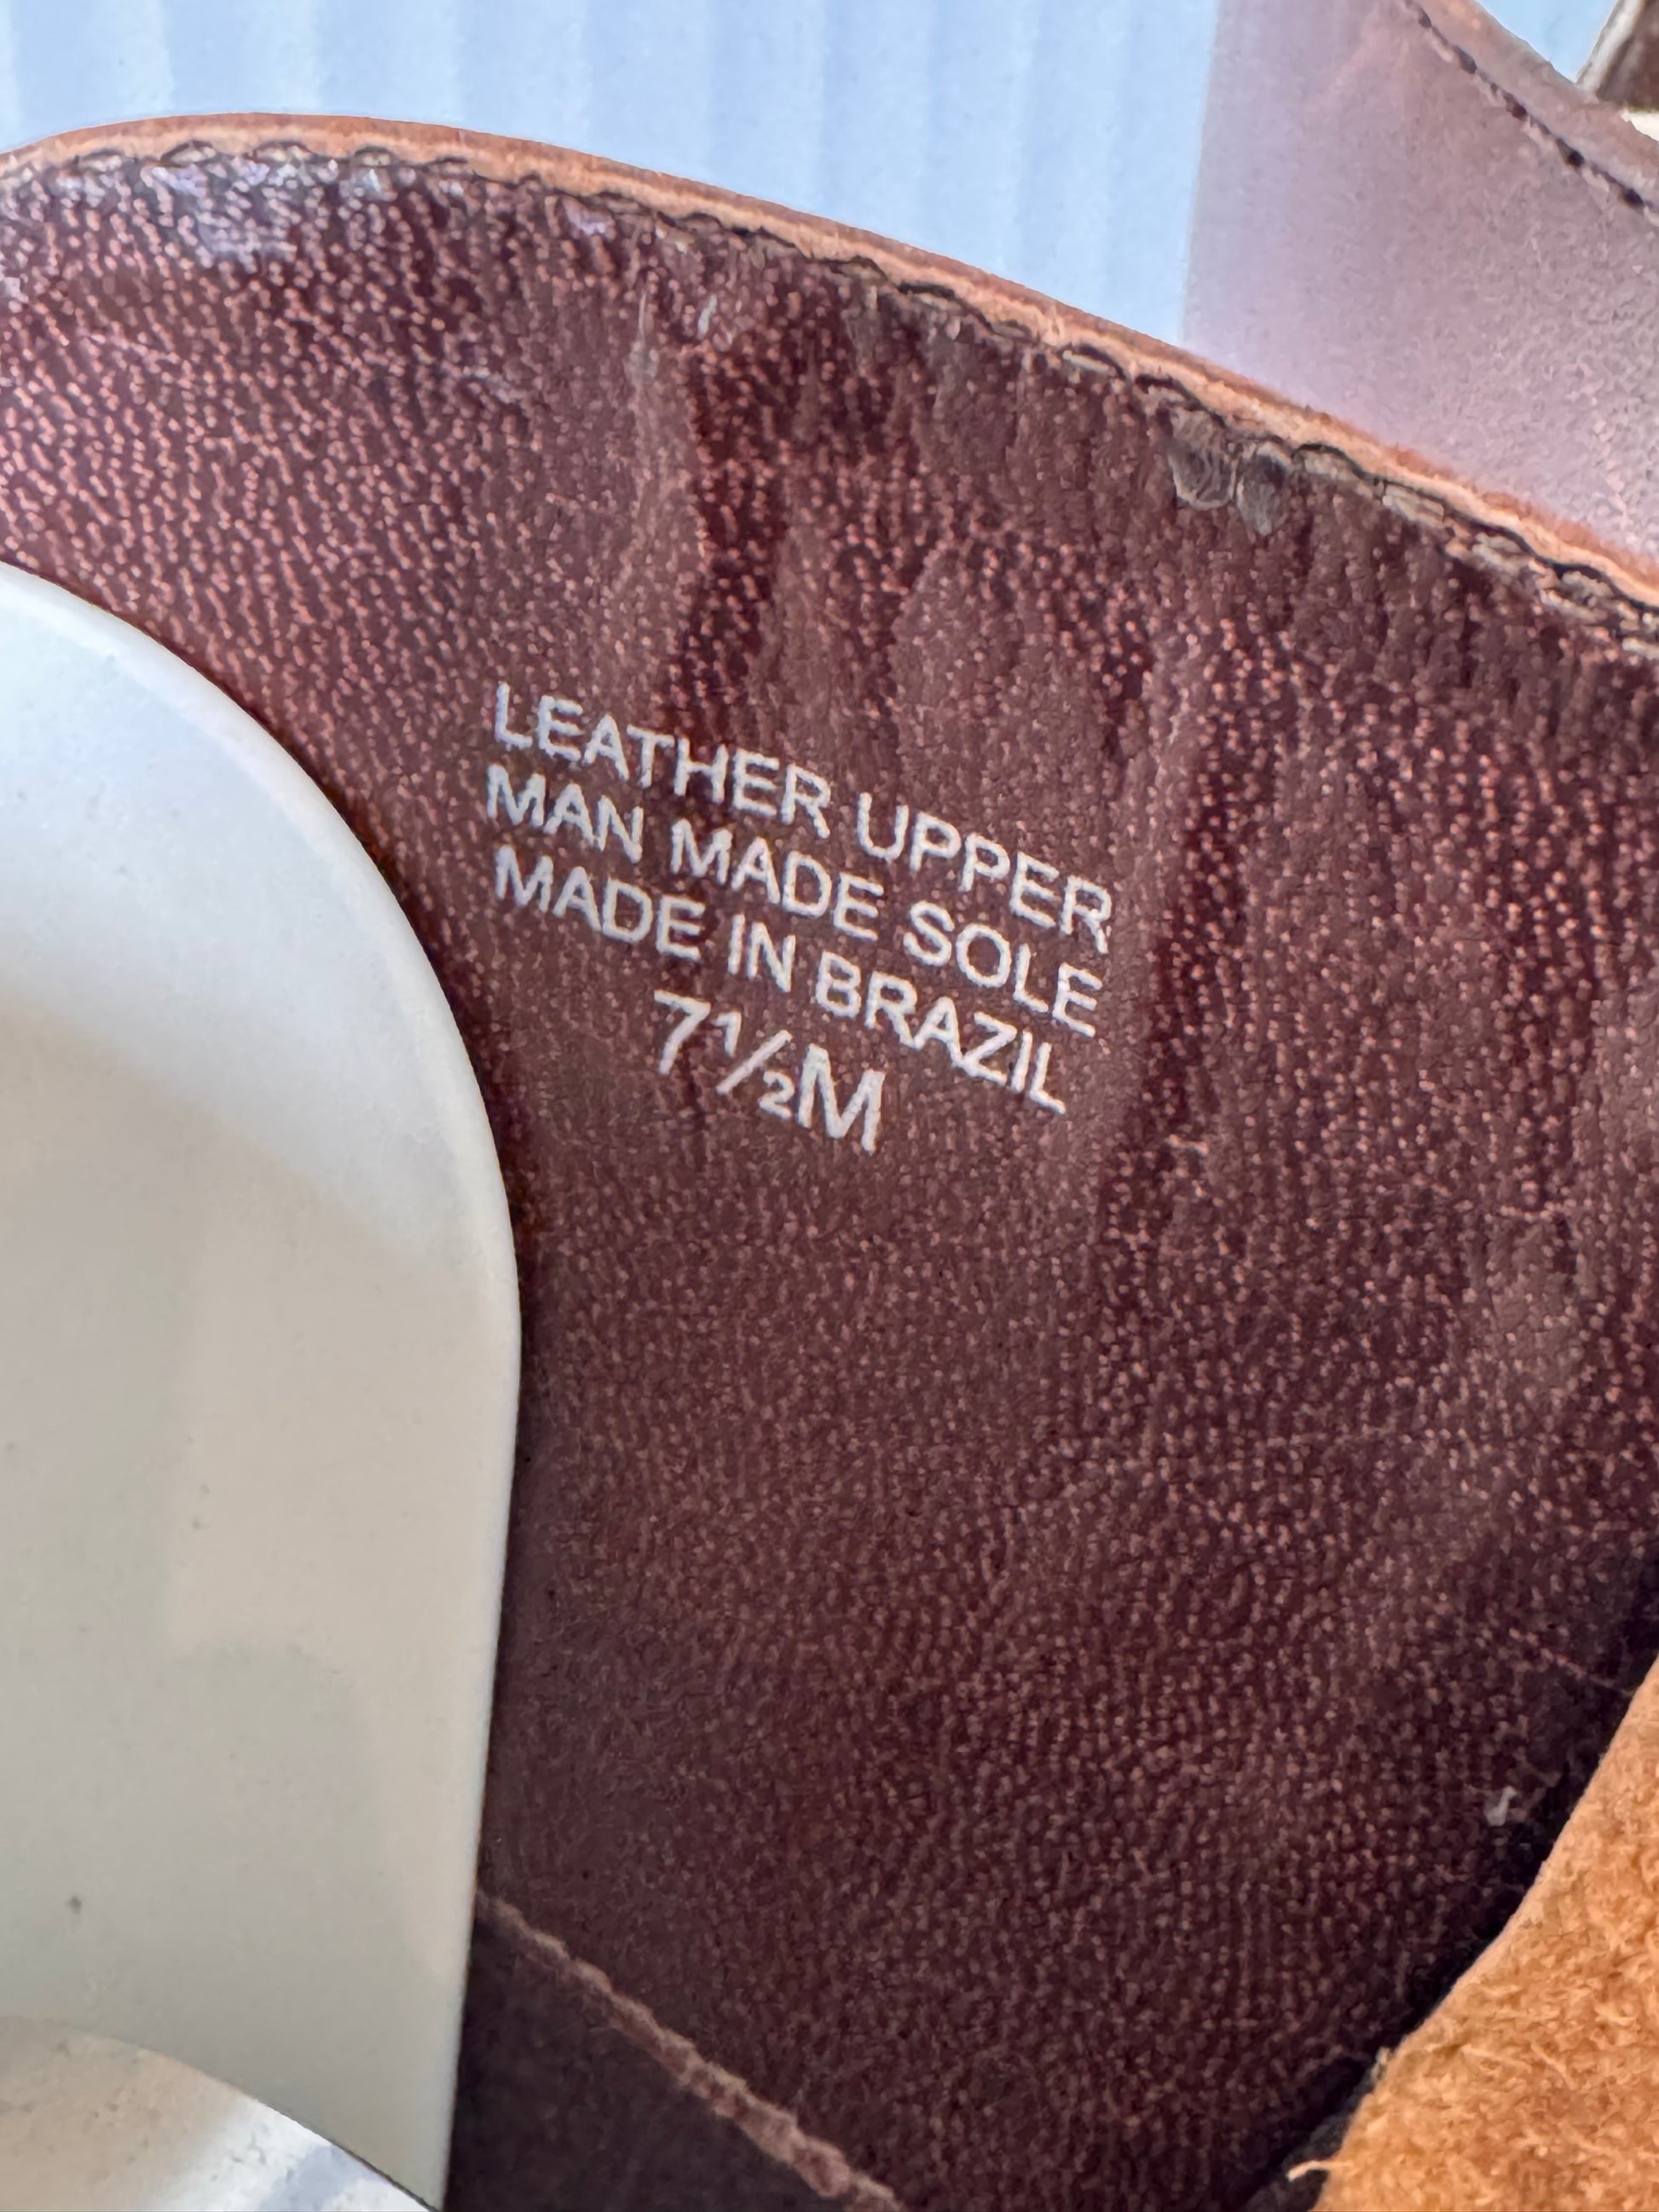 LEATHER UPPER
MAN MADE SOLE
MADE IN BRAZIL
7½M